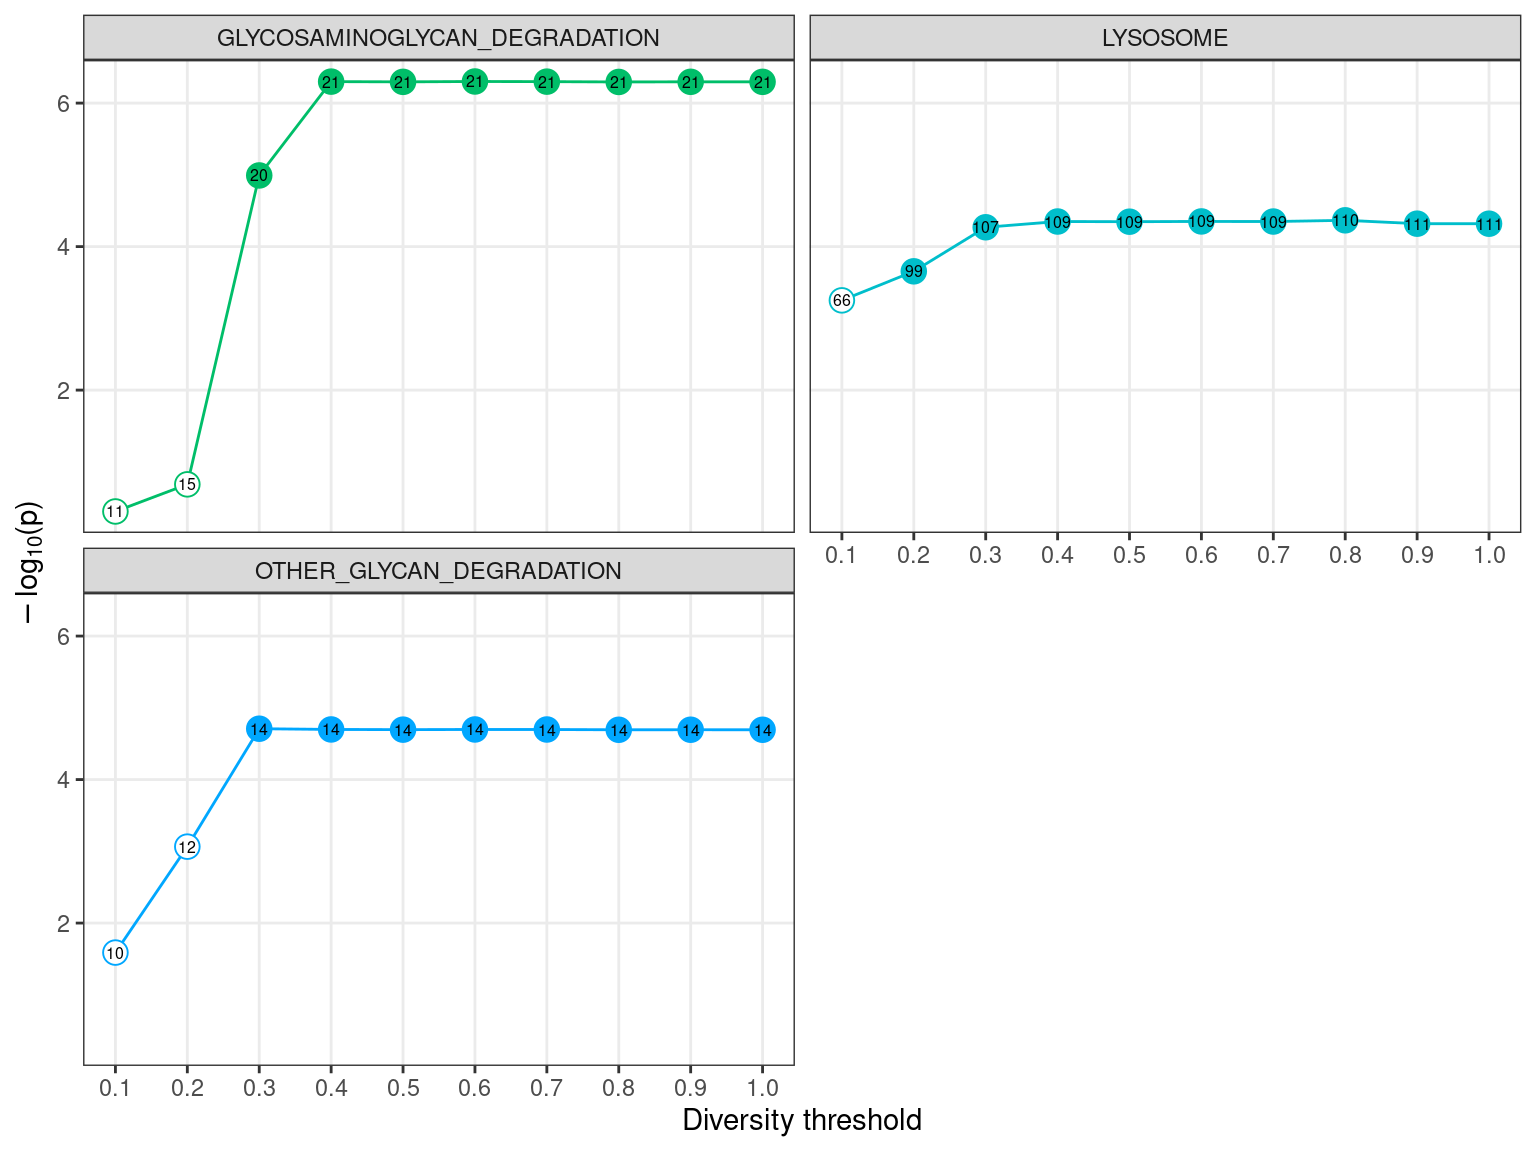 GLYCOSAMINOGLYCAN_DEGRADATION
6
4
2
11 15 20 21 21 21 21 21 21 21
LYSOSOME
66 99 107 109 109 109 109 110 111 111
0.1 0.2 0.3 0.4 0.5 0.6 0.7 0.8 0.9 1.0
OTHER_GLYCAN_DEGRADATION
6
4
2
10 12 14 14 14 14 14 14 14 14
0.1 0.2 0.3 0.4 0.5 0.6 0.7 0.8 0.9 1.0
Diversity threshold
− log₁₀(p)